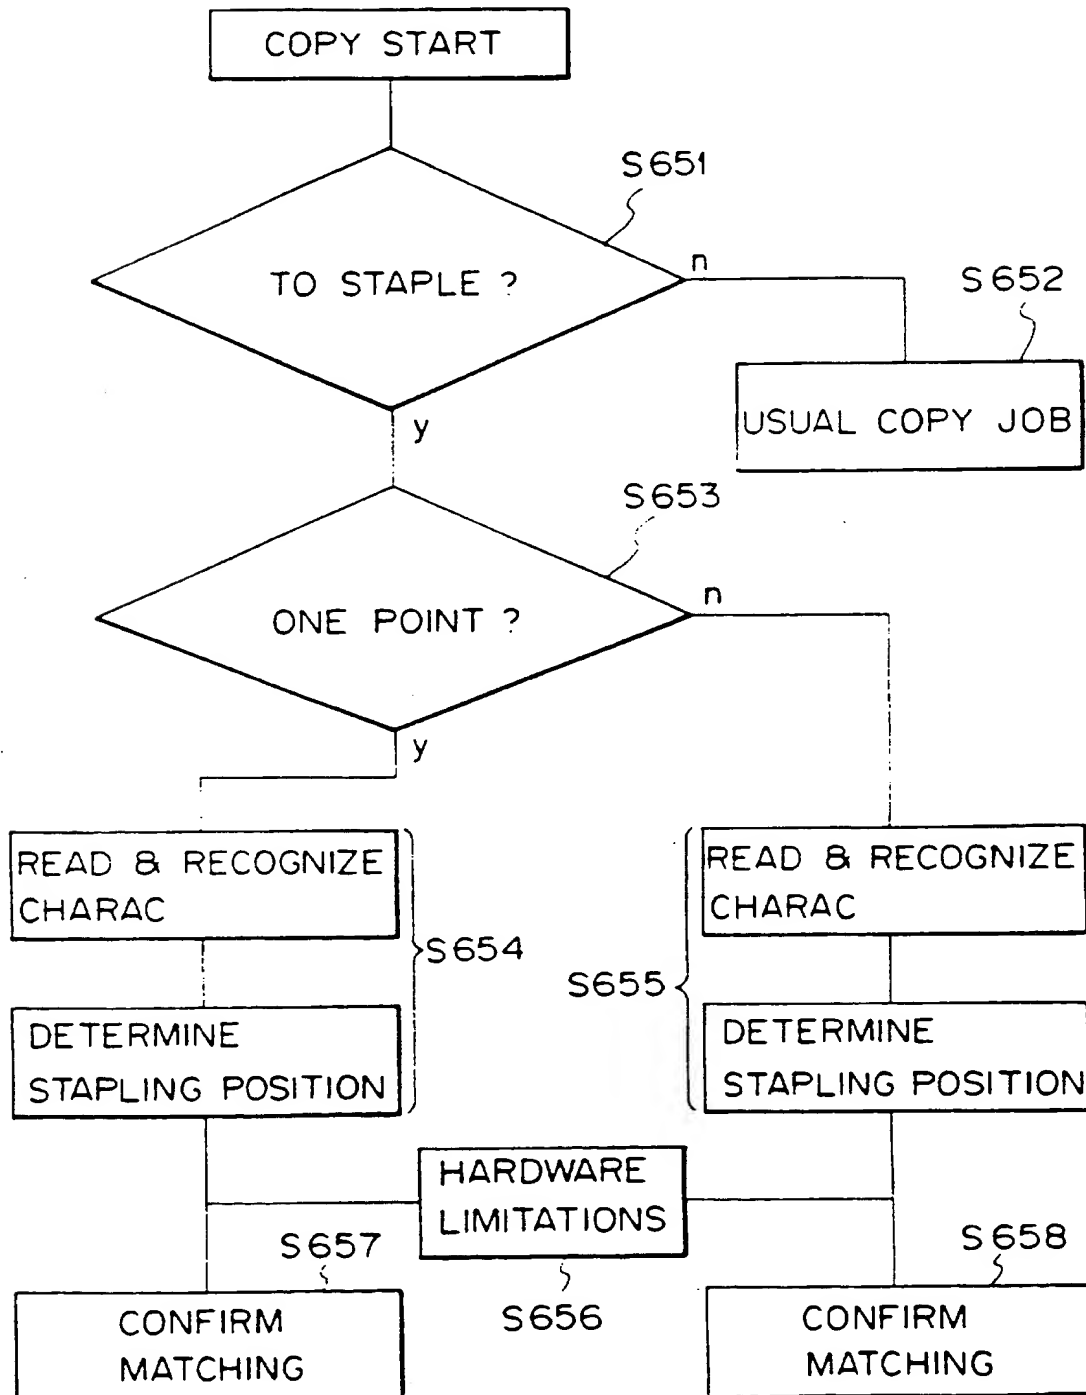 COPY START
S651
TO STAPLE ?
n
S652
USUAL COPY JOB
y
S653
ONE POINT ?
n
y
READ & RECOGNIZE
CHARAC
S654
READ & RECOGNIZE
CHARAC
S655
DETERMINE
STAPLING POSITION
DETERMINE
STAPLING POSITION
HARDWARE
LIMITATIONS
S657
S656
S658
CONFIRM
MATCHING
CONFIRM
MATCHING